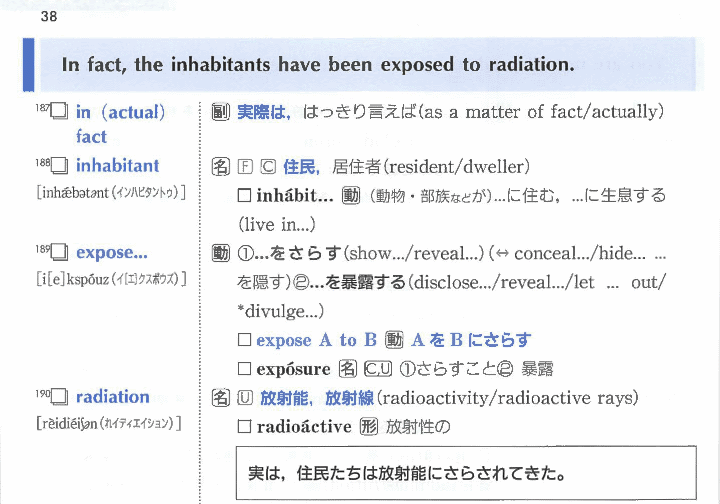 38
In fact, the inhabitants have been exposed to radiation.
187 in (actual) fact
副 実際は，はっきり言えば(as a matter of fact/actually)
188 inhabitant
[inhǽbətənt(インハビタントゥ)]
名 F C 住民，居住者(resident/dweller)
□ inhábit... 動 （動物・部族などが）...に住む，...に生息する
(live in...)
189 expose...
[i[e]kspóuz(イ[エ]クスポウズ)]
動 ①...をさらす(show.../reveal...)(↔ conceal.../hide... ...
を隠す)②...を暴露する(disclose.../reveal.../let ... out/
*divulge...)
□ expose A to B 動 A を B にさらす
□ expósure 名 C,U ①さらすこと② 暴露
190 radiation
[rèidiéiʃən(ゥレイディエイション)]
名 U 放射能，放射線(radioactivity/radioactive rays)
□ radioáctive 形 放射性の
実は，住民たちは放射能にさらされてきた。